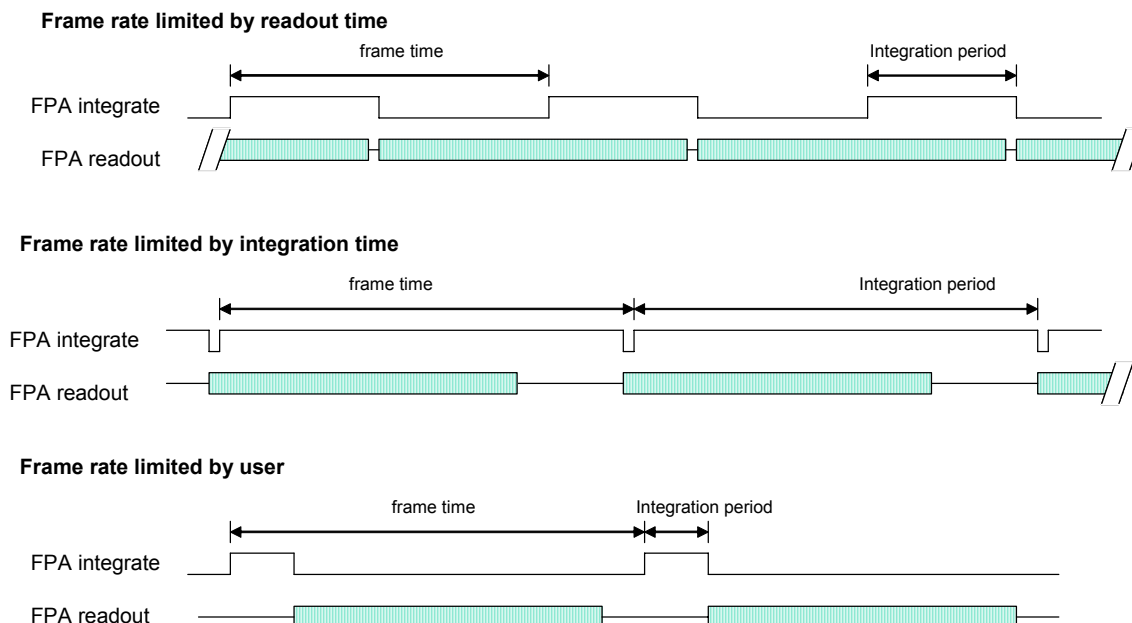 Frame rate limited by readout time
frame time
Integration period
FPA integrate
FPA readout
Frame rate limited by integration time
frame time
Integration period
FPA integrate
FPA readout
Frame rate limited by user
frame time
Integration period
FPA integrate
FPA readout